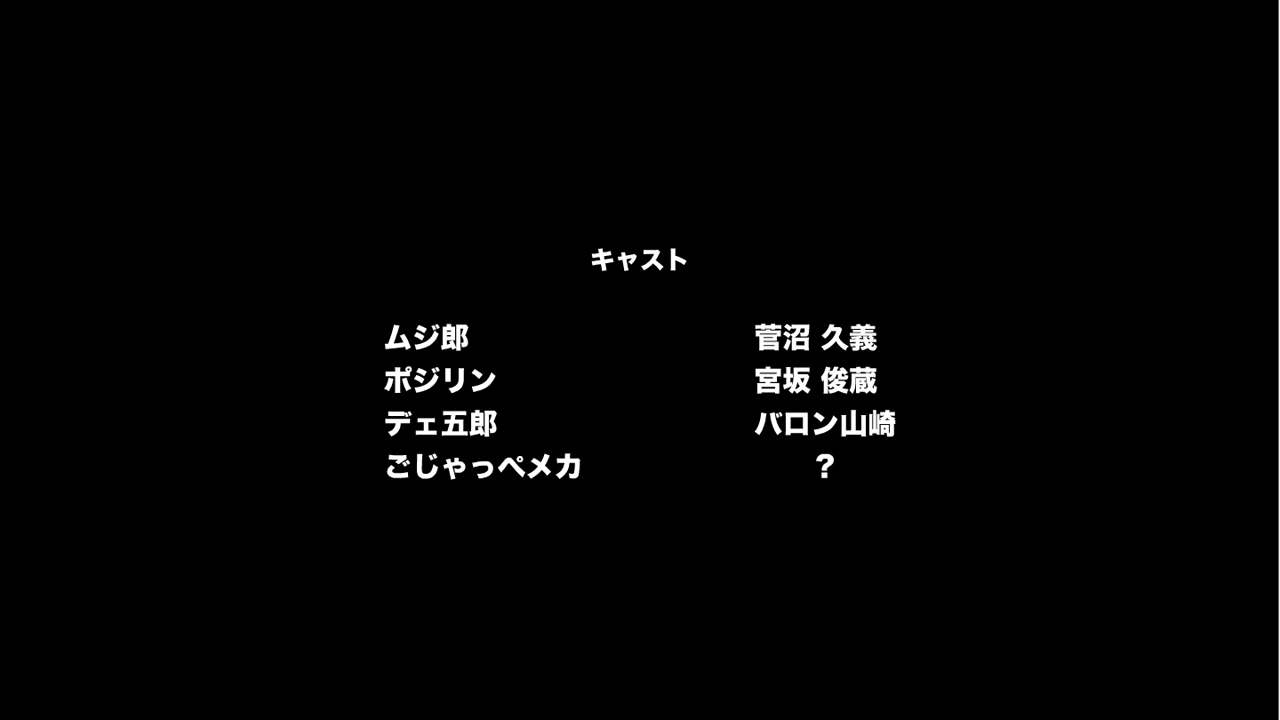 キャスト
ムジ郎 菅沼 久義
ポジリン 宮坂 俊蔵
デェ五郎 バロン山崎
ごじゃっぺメカ ?